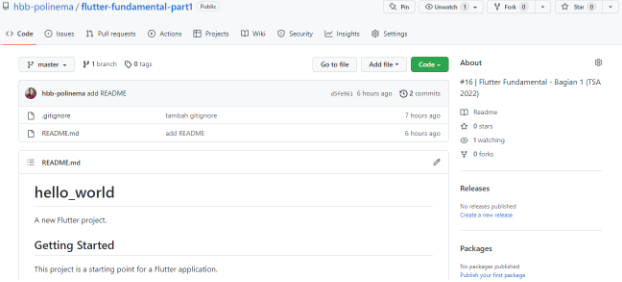 hbb-polinema / flutter-fundamental-part1 Public
Pin Unwatch 1 Fork 0 Star 0
Code Issues Pull requests Actions Projects Wiki Security Insights Settings
master 1 branch 0 tags Go to file Add file Code
hbb-polinema add README d5fe961 6 hours ago 2 commits
.gitignore tambah gitignore 7 hours ago
README.md add README 6 hours ago
README.md
hello_world
A new Flutter project.
Getting Started
This project is a starting point for a Flutter application.
About
#16 | Flutter Fundamental - Bagian 1 (TSA
2022)
Readme
0 stars
1 watching
0 forks
Releases
No releases published
Create a new release
Packages
No packages published
Publish your first package